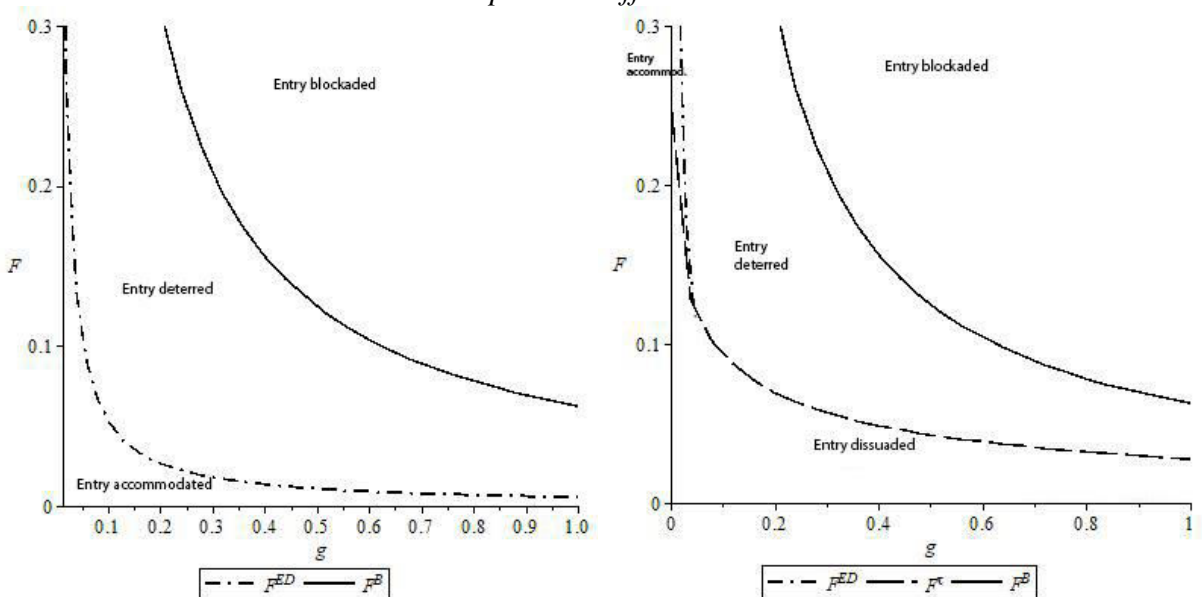 0.3
Entry blockaded
0.2
F
Entry deterred
0.1
Entry accommodated
0
0.1 0.2 0.3 0.4 0.5 0.6 0.7 0.8 0.9 1.0
g
F^ED F^B
0.3
Entry
accommod.
Entry blockaded
0.2
F
Entry
deterred
0.1
Entry dissuaded
0
0 0.2 0.4 0.6 0.8 1
g
F^ED F^τ F^B